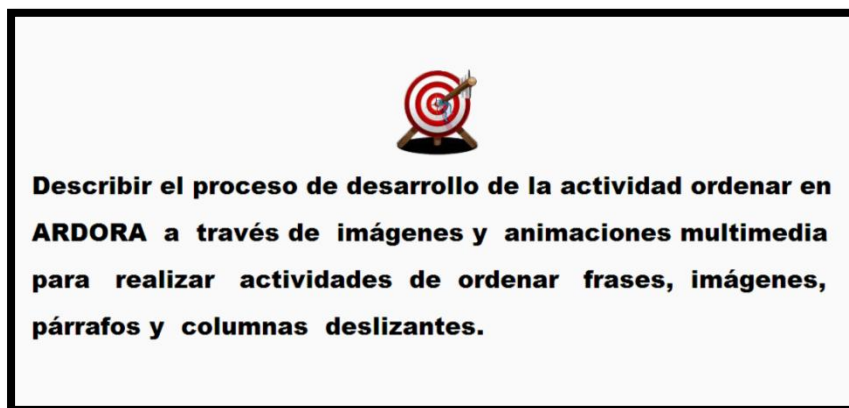 Describir el proceso de desarrollo de la actividad ordenar en
ARDORA a través de imágenes y animaciones multimedia
para realizar actividades de ordenar frases, imágenes,
párrafos y columnas deslizantes.